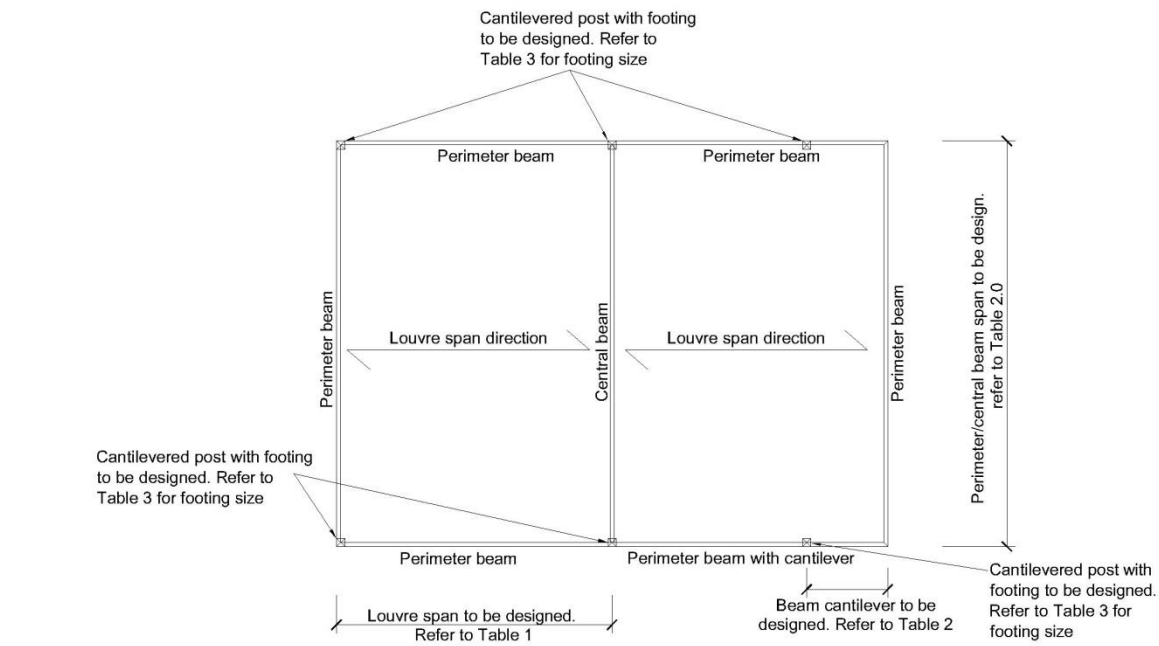 Cantilevered post with footing
to be designed. Refer to
Table 3 for footing size
Perimeter beam
Perimeter beam
Perimeter beam
Louvre span direction
Central beam
Louvre span direction
Perimeter beam
Perimeter/central beam span to be design.
refer to Table 2.0
Cantilevered post with footing
to be designed. Refer to
Table 3 for footing size
Perimeter beam
Perimeter beam with cantilever
Louvre span to be designed.
Refer to Table 1
Beam cantilever to be
designed. Refer to Table 2
Cantilevered post with
footing to be designed.
Refer to Table 3 for
footing size